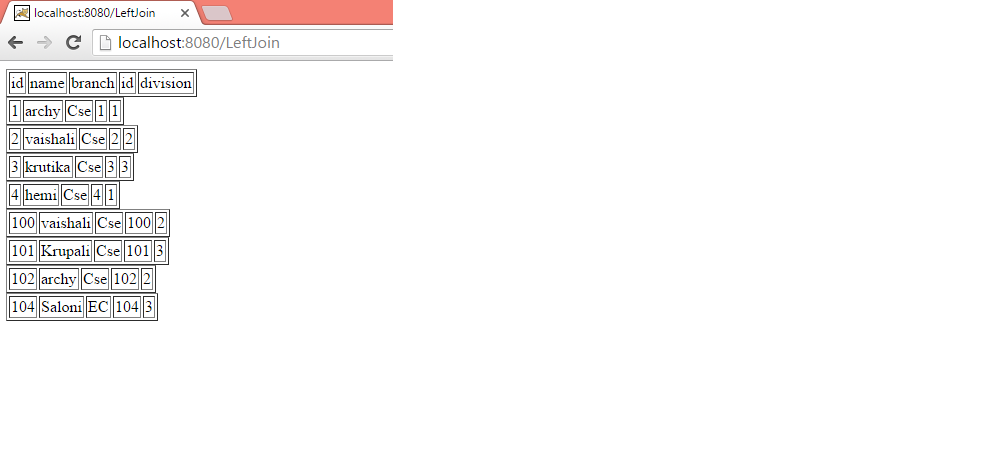 localhost:8080/LeftJoin
localhost:8080/LeftJoin
id name branch id division
1 archy Cse 1 1
2 vaishali Cse 2 2
3 krutika Cse 3 3
4 hemi Cse 4 1
100 vaishali Cse 100 2
101 Krupali Cse 101 3
102 archy Cse 102 2
104 Saloni EC 104 3